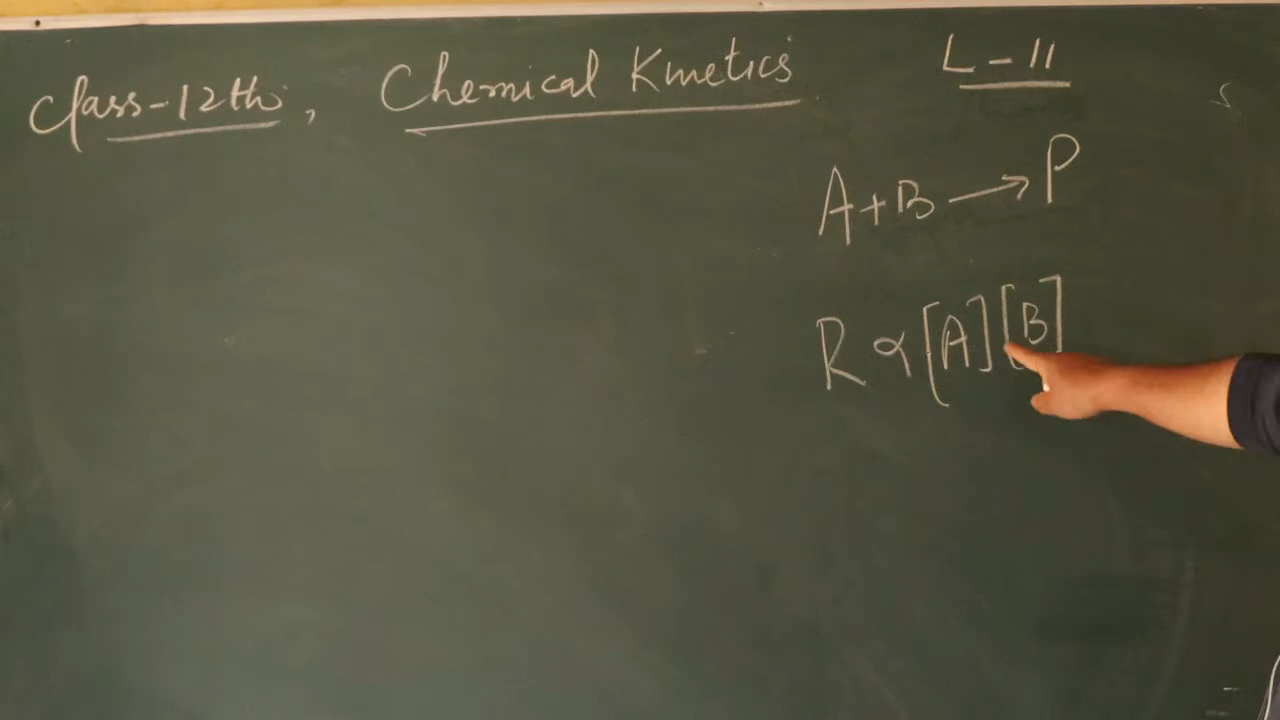 Class-12th, Chemical Kinetics L-11
A+B → P
R ∝ [A][B]